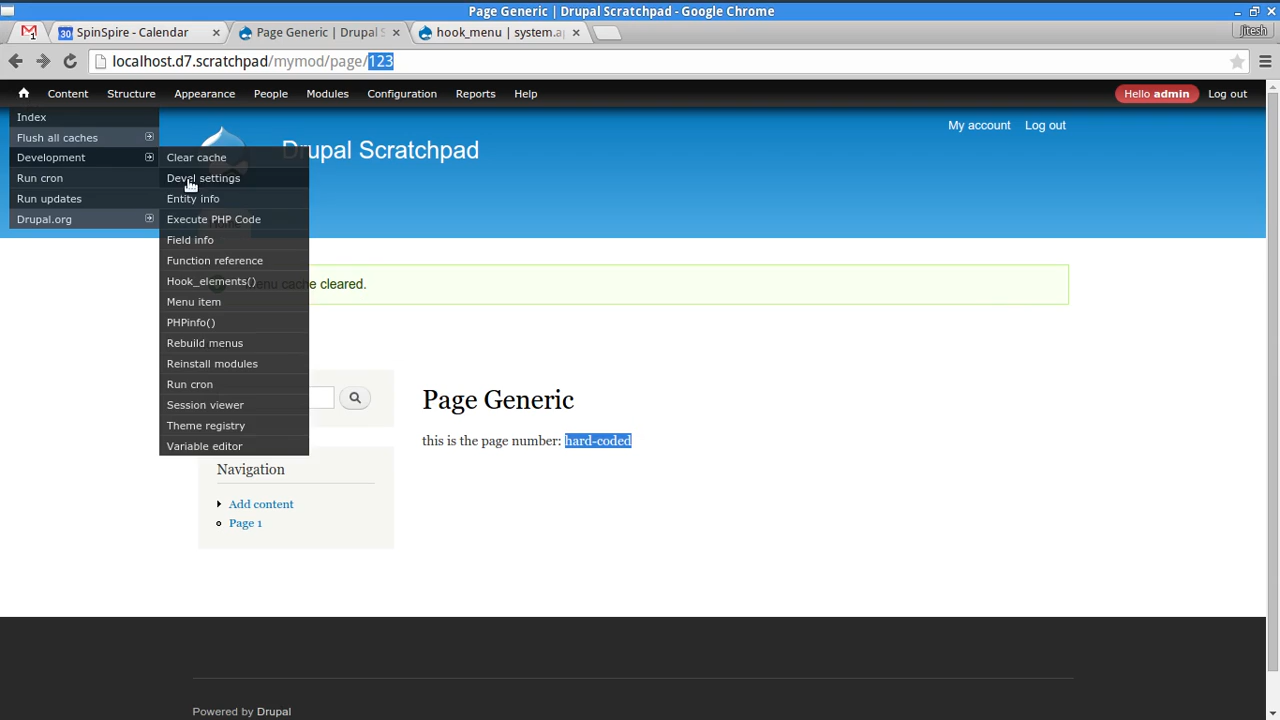 Page Generic | Drupal Scratchpad - Google Chrome
1
30
SpinSpire - Calendar
×
Page Generic | Drupal S
×
hook_menu | system.a
×
jitesh
localhost.d7.scratchpad/mymod/page/123
Content
Structure
Appearance
People
Modules
Configuration
Reports
Help
Hello admin
Log out
Index
Flush all caches
Development
Run cron
Run updates
Drupal.org
Clear cache
Devel settings
Entity info
Execute PHP Code
Field info
Function reference
Hook_elements()
Menu item
PHPinfo()
Rebuild menus
Reinstall modules
Run cron
Session viewer
Theme registry
Variable editor
My account
Log out
Drupal Scratchpad
cache cleared.
Page Generic
this is the page number: hard-coded
Navigation
Add content
Page 1
Powered by Drupal